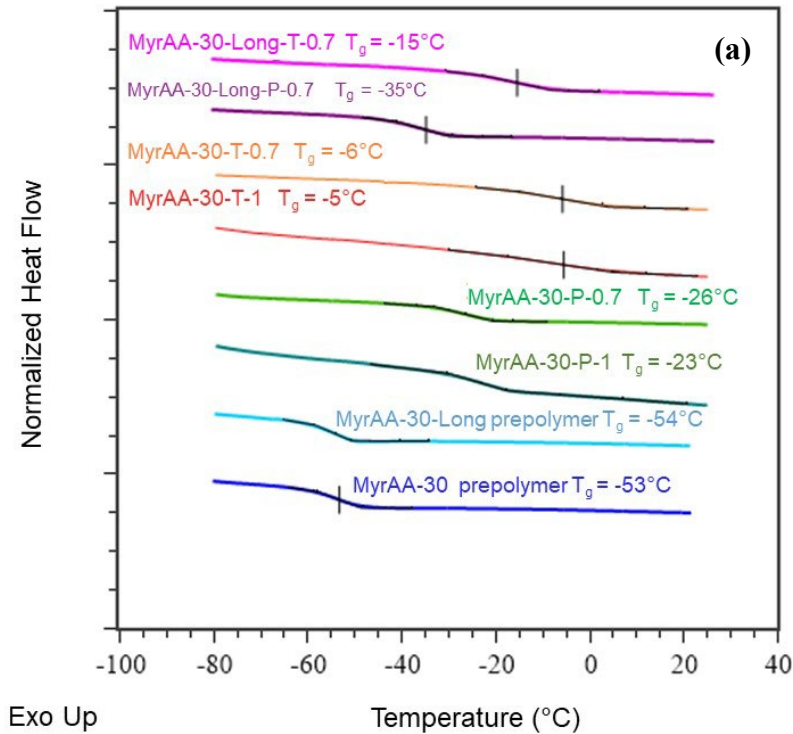 (a)
MyrAA-30-Long-T-0.7 Tg = -15°C
MyrAA-30-Long-P-0.7 Tg = -35°C
MyrAA-30-T-0.7 Tg = -6°C
MyrAA-30-T-1 Tg = -5°C
MyrAA-30-P-0.7 Tg = -26°C
MyrAA-30-P-1 Tg = -23°C
MyrAA-30-Long prepolymer Tg = -54°C
MyrAA-30 prepolymer Tg = -53°C
Normalized Heat Flow
-100 -80 -60 -40 -20 0 20 40
Exo Up Temperature (°C)